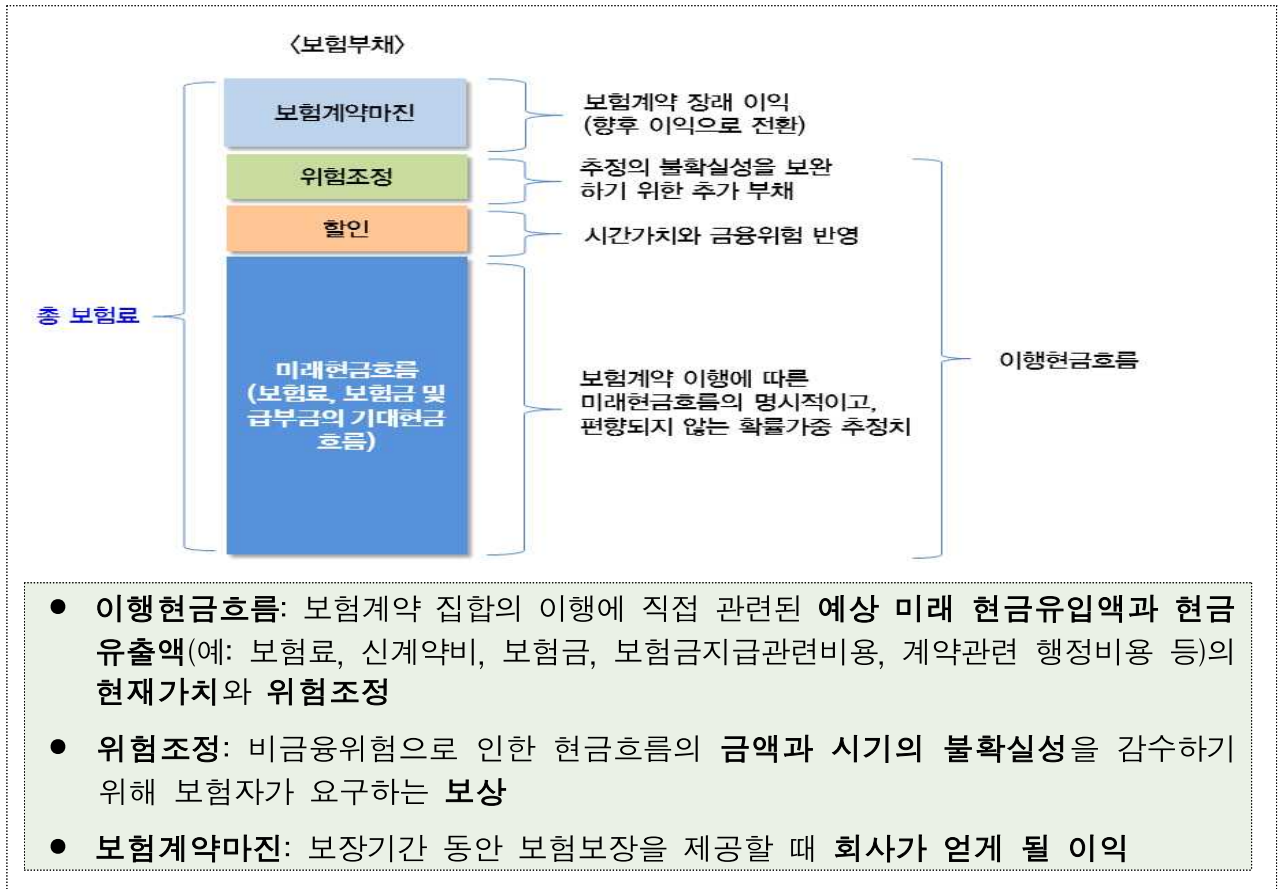 〈보험부채〉
보험계약마진
보험계약 장래 이익
(향후 이익으로 전환)
위험조정
추정의 불확실성을 보완
하기 위한 추가 부채
할인
시간가치와 금융위험 반영
총 보험료
미래현금흐름
(보험료, 보험금 및
급부금의 기대현금
흐름)
보험계약 이행에 따른
미래현금흐름의 명시적이고,
편향되지 않는 확률가중 추정치
이행현금흐름
● 이행현금흐름: 보험계약 집합의 이행에 직접 관련된 예상 미래 현금유입액과 현금
유출액(예: 보험료, 신계약비, 보험금, 보험금지급관련비용, 계약관련 행정비용 등)의
현재가치와 위험조정
● 위험조정: 비금융위험으로 인한 현금흐름의 금액과 시기의 불확실성을 감수하기
위해 보험자가 요구하는 보상
● 보험계약마진: 보장기간 동안 보험보장을 제공할 때 회사가 얻게 될 이익